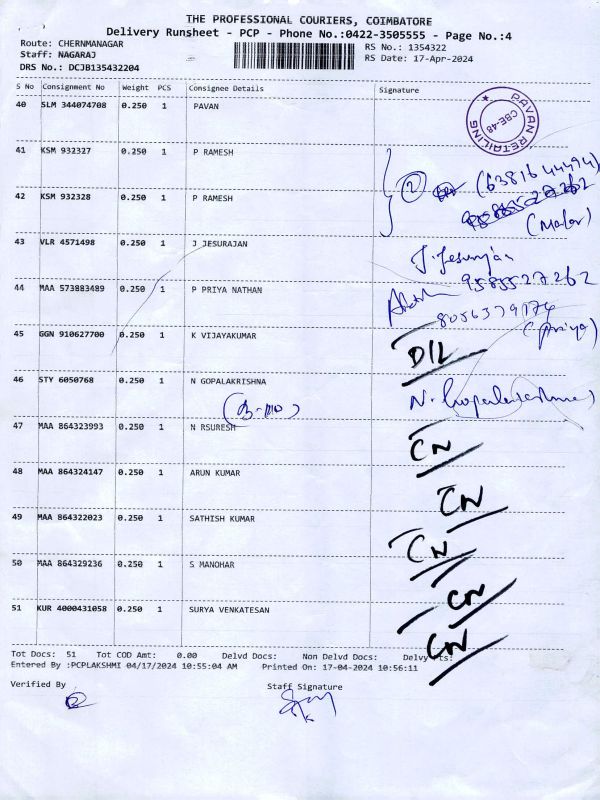 THE PROFESSIONAL COURIERS, COIMBATORE
Delivery Runsheet - PCP - Phone No.:0422-3505555 - Page No.:4
Route: CHERNMANAGAR RS No.: 1354322
Staff: NAGARAJ RS Date: 17-Apr-2024
DRS No.: DCJB135432204
S No Consignment No Weight PCS Consignee Details Signature
40 SLM 344074708 0.250 1 PAVAN
PAVAN RETAILING CBE-48
41 KSM 932327 0.250 1 P RAMESH
(2) (6381644494)
42 KSM 932328 0.250 1 P RAMESH
43 VLR 4571498 0.250 1 J JESURAJAN
J. Jesurajan
9585527262
44 MAA 573883489 0.250 1 P PRIYA NATHAN
8056379174
(priya)
45 GGN 910627700 0.250 1 K VIJAYAKUMAR
D/L
46 STY 6050768 0.250 1 N GOPALAKRISHNA
N. Gopalakrishna
47 MAA 864323993 0.250 1 N RSURESH
CN
48 MAA 864324147 0.250 1 ARUN KUMAR
CN
49 MAA 864322023 0.250 1 SATHISH KUMAR
CN
50 MAA 864329236 0.250 1 S MANOHAR
CN
51 KUR 4000431058 0.250 1 SURYA VENKATESAN
CN
Tot Docs: 51 Tot COD Amt: 0.00 Delvd Docs: Non Delvd Docs: Delvy Pts:
Entered By :PCPLAKSHMI 04/17/2024 10:55:04 AM Printed On: 17-04-2024 10:56:11
Verified By Staff Signature